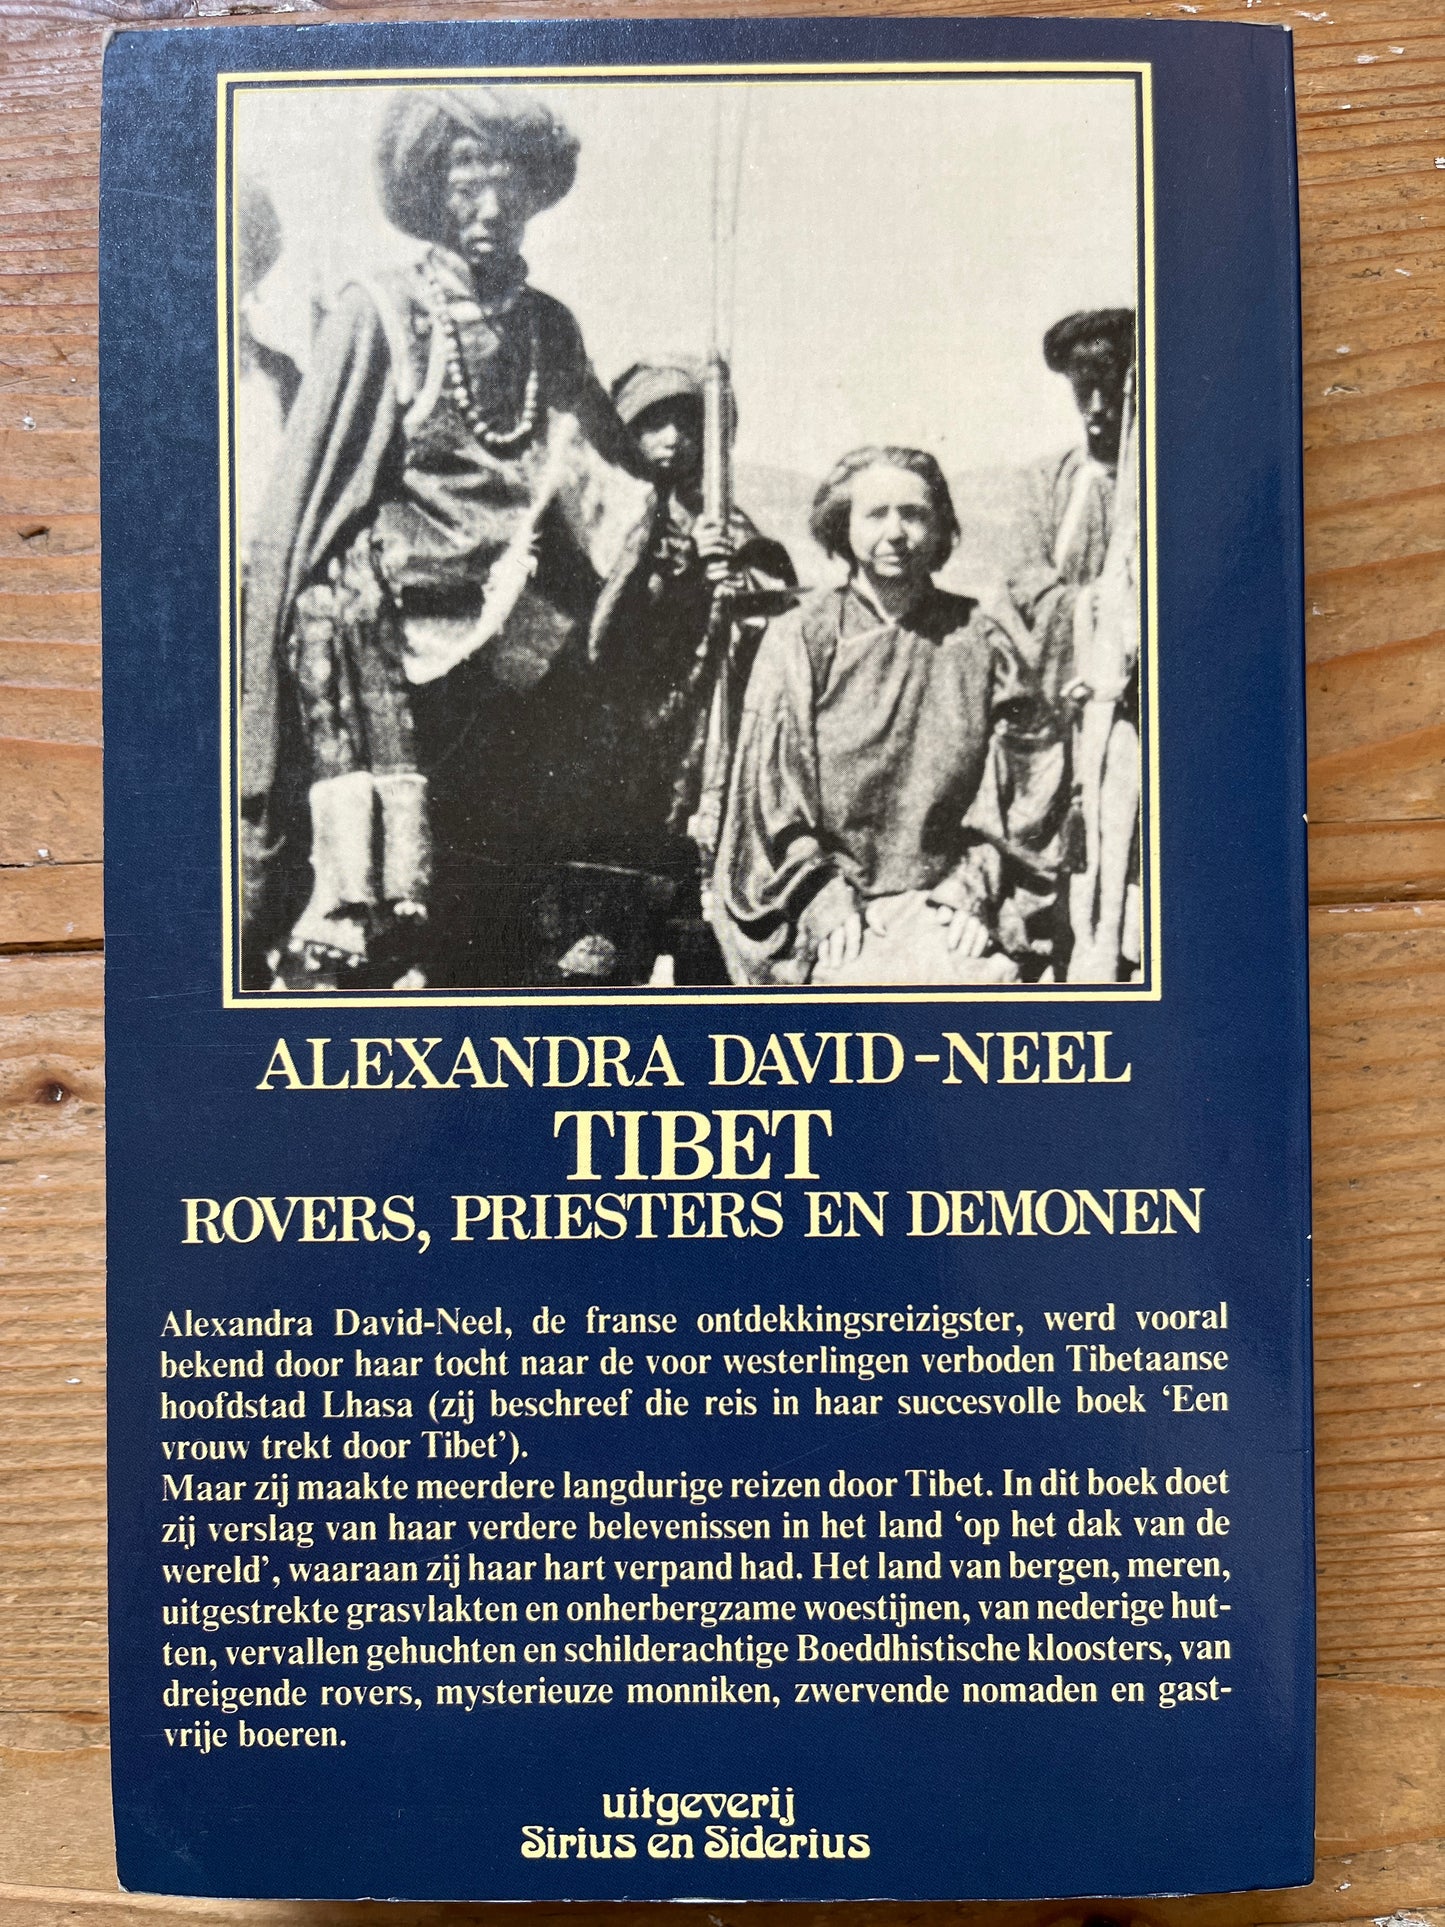 ALEXANDRA DAVID-NEEL
TIBET
ROVERS, PRIESTERS EN DEMONEN
Alexandra David-Neel, de franse ontdekkingsreizigster, werd vooral
bekend door haar tocht naar de voor westerlingen verboden Tibetaanse
hoofdstad Lhasa (zij beschreef die reis in haar succesvolle boek ‘Een
vrouw trekt door Tibet’).
Maar zij maakte meerdere langdurige reizen door Tibet. In dit boek doet
zij verslag van haar verdere belevenissen in het land ‘op het dak van de
wereld’, waaraan zij haar hart verpand had. Het land van bergen, meren,
uitgestrekte grasvlakten en onherbergzame woestijnen, van nederige hut-
ten, vervallen gehuchten en schilderachtige Boeddhistische kloosters, van
dreigende rovers, mysterieuze monniken, zwervende nomaden en gast-
vrije boeren.
uitgeverij
Sirius en Siderius